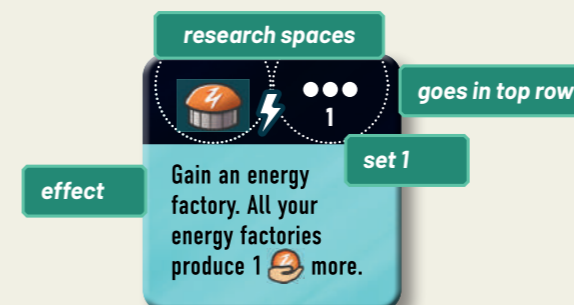 research spaces
goes in top row
1
set 1
effect
Gain an energy
factory. All your
energy factories
produce 1 more.